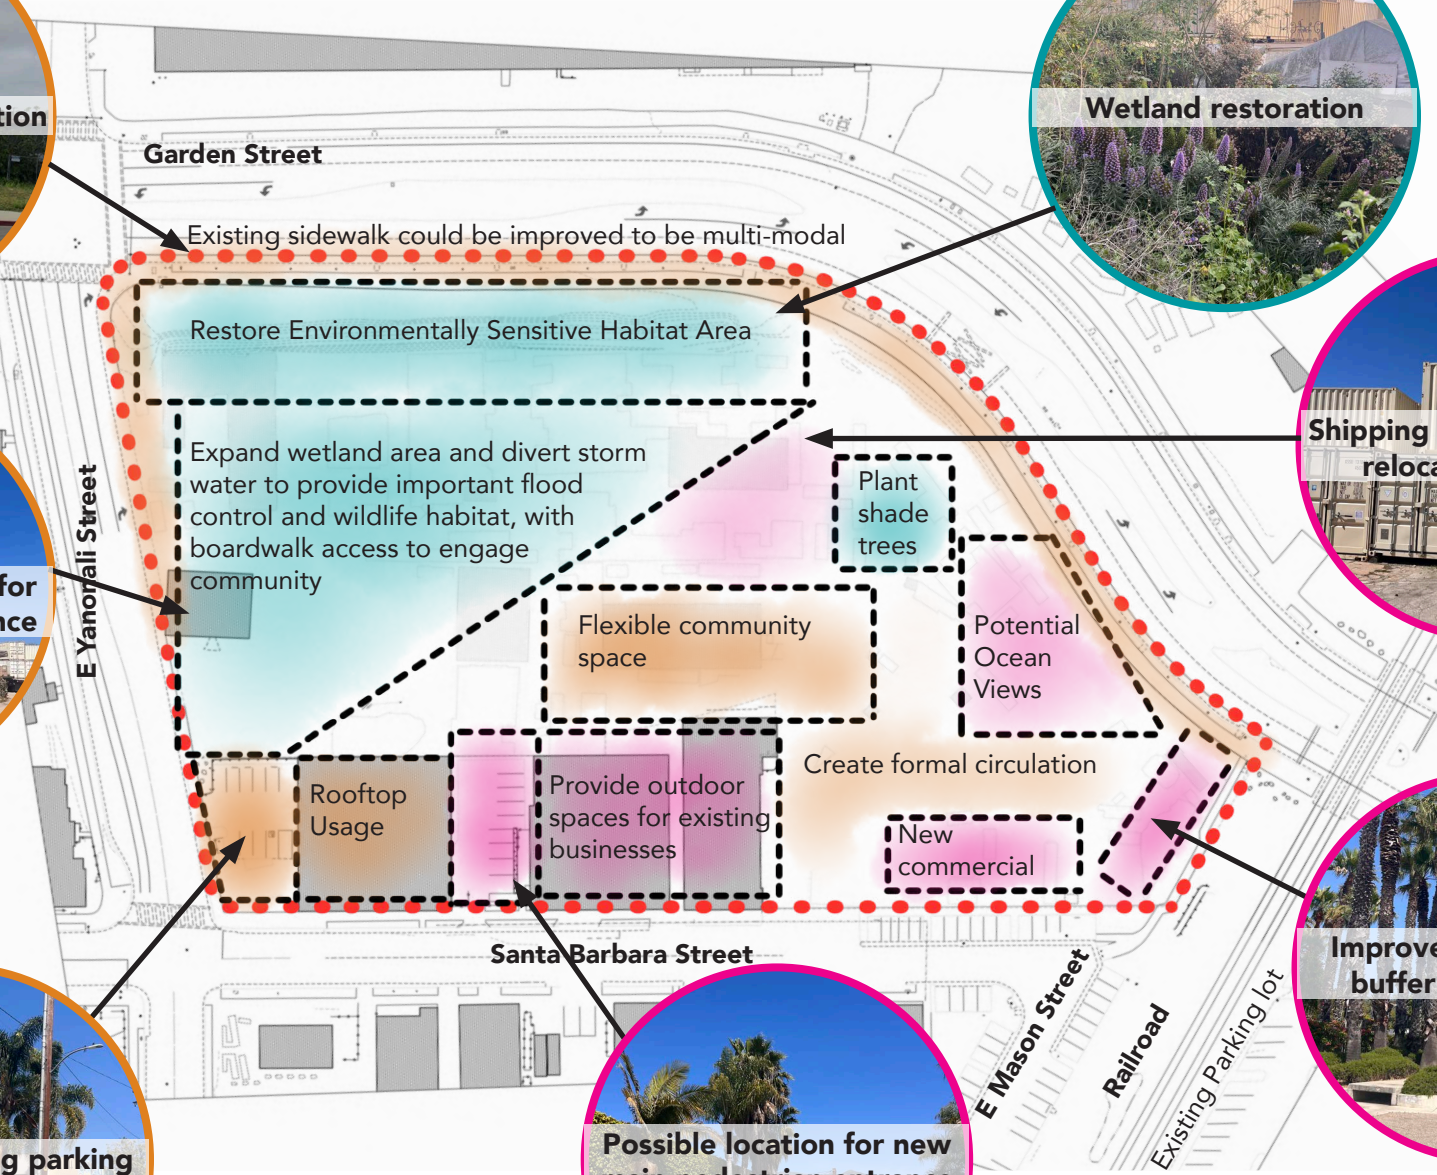 Wetland restoration
Garden Street
Existing sidewalk could be improved to be multi-modal
Restore Environmentally Sensitive Habitat Area
Shipping
Expand wetland area and divert storm
water to provide important flood
control and wildlife habitat, with
boardwalk access to engage
community
Plant
shade
trees
E Yanonali Street
for
Flexible community
space
Potential
Ocean
Views
Create formal circulation
Rooftop
Usage
Provide outdoor
spaces for existing
businesses
New
commercial
Santa Barbara Street
Improve
buffer
E Mason Street
Railroad
Existing Parking lot
parking
Possible location for new